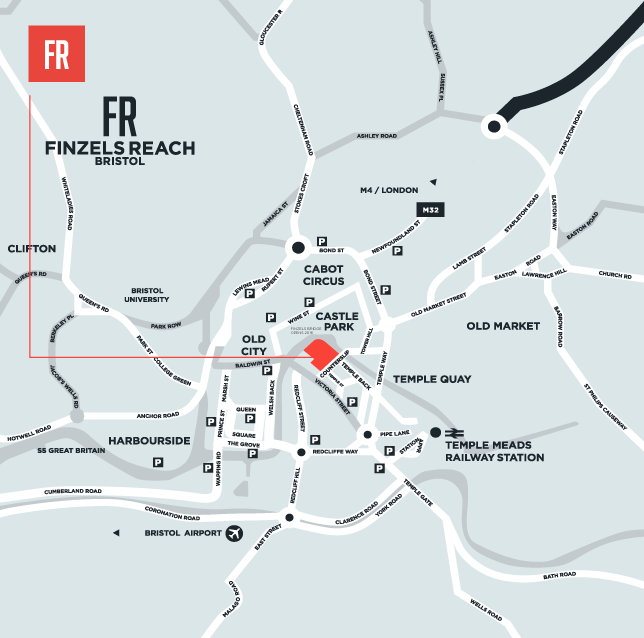 FR
FR
FINZELS REACH
BRISTOL
GLOUCESTER R
ASHLEY HILL
SUSSEX PL
CHELTENHAM ROAD
ASHLEY ROAD
STAPLETON ROAD
M4 / LONDON
M32
WHITELADIES ROAD
STOKES CROFT
JAMAICA ST
STAPLETON ROAD
EASTON WAY
EASTON ROAD
CLIFTON
P
BOND ST
P
NEWFOUNDLAND ST
LAMB STREET
QUEEN'S RD
CABOT
CIRCUS
RUPERT ST
LEWINS MEAD
BOND STREET
EASTON
ROAD
LAWRENCE HILL
CHURCH RD
BRISTOL
UNIVERSITY
QUEEN'S RD
P
P
P
OLD MARKET STREET
WINE ST
CASTLE
PARK
P
PARK ROW
OLD MARKET
BARROW ROAD
BERKELEY PL
PARK ST
COLLEGE GREEN
OLD
CITY
FINZELS BRIDGE
TOWER HILL
BALDWIN ST
P
COUNTERSLIP
TEMPLE BACK
TEMPLE WAY
TEMPLE QUAY
JACOB'S WELLS RD
MARSH ST
WELSH BACK
REDCLIFF STREET
VICTORIA STREET
P
ST PHILIPS CAUSEWAY
ANCHOR ROAD
PRINCE ST
QUEEN
P
SQUARE
P
THE GROVE
HOTWELL ROAD
HARBOURSIDE
SS GREAT BRITAIN
P
P
P
WAPPING RD
P
REDCLIFFE WAY
PIPE LANE
STATION
WAY
P
P
TEMPLE MEADS
RAILWAY STATION
CUMBERLAND ROAD
REDCLIFF HILL
TEMPLE GATE
CORONATION ROAD
CLARENCE ROAD
YORK ROAD
BRISTOL AIRPORT
EAST STREET
BATH ROAD
MALAGO
ROAD
WELLS ROAD